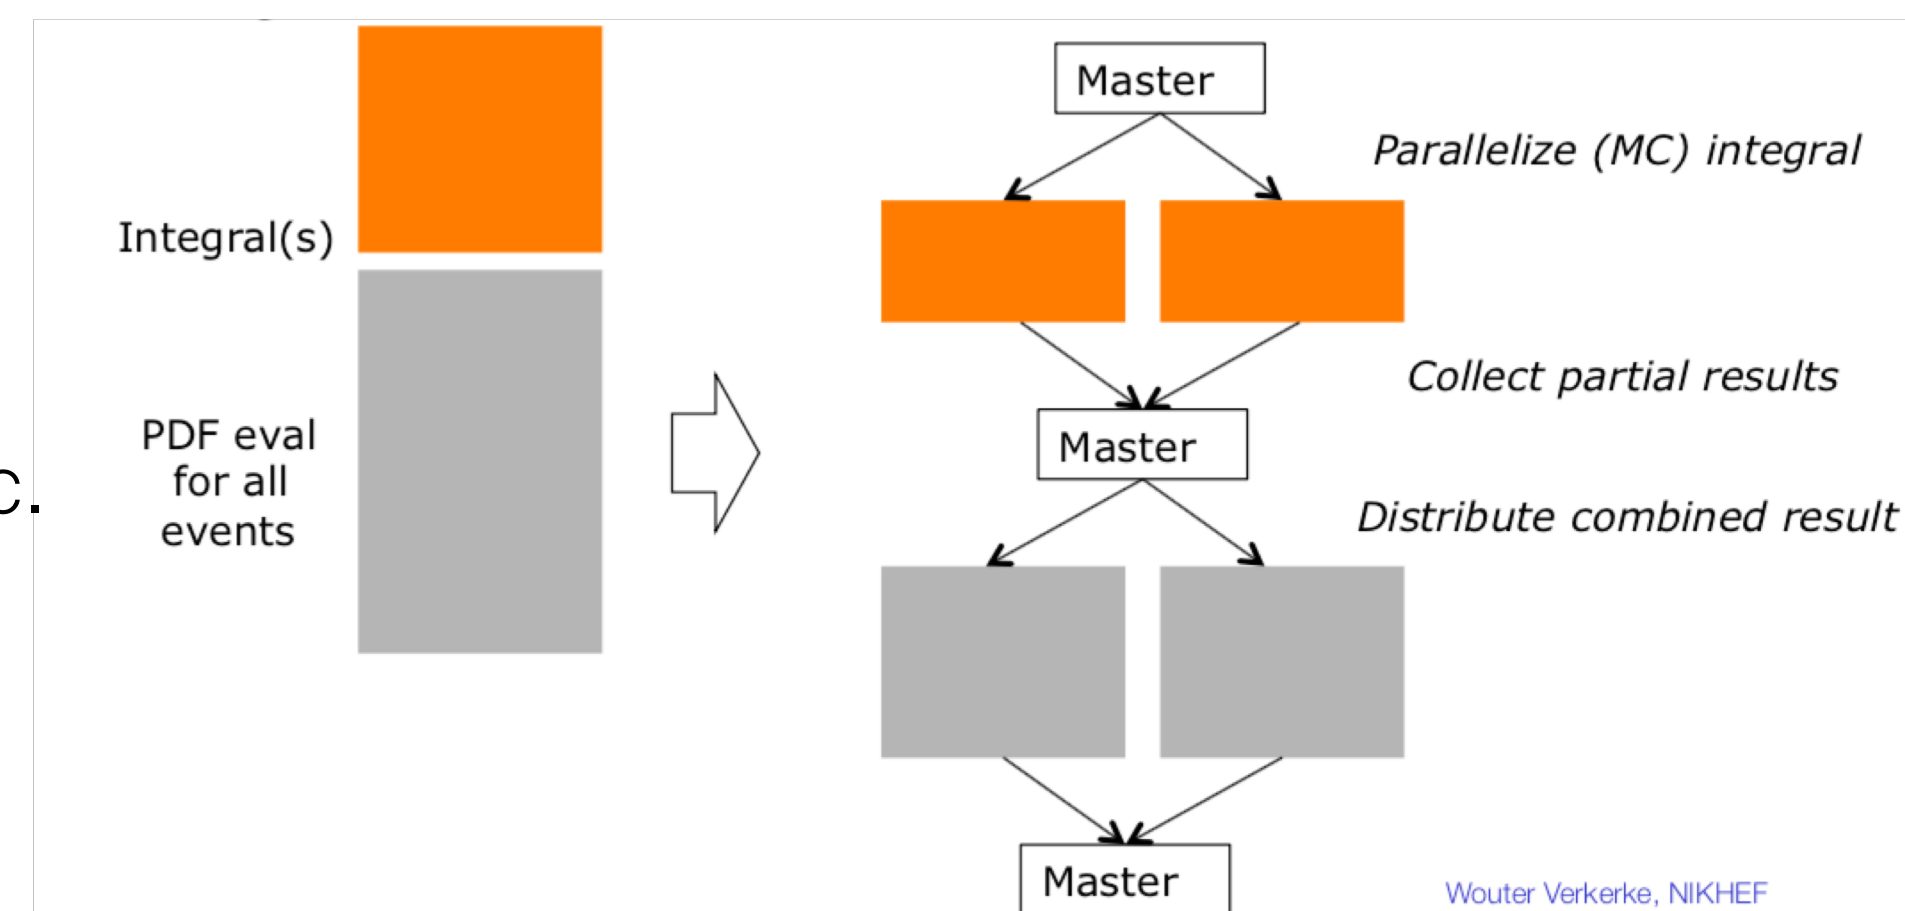 Master
Parallelize (MC) integral
Integral(s)
Collect partial results
PDF eval
for all
events
Master
c.
Distribute combined result
Master
Wouter Verkerke, NIKHEF